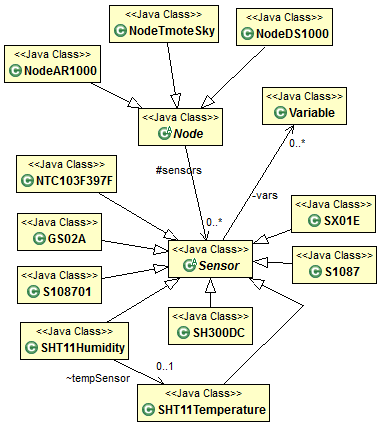 <<Java Class>>
NodeTmoteSky
<<Java Class>>
NodeDS1000
<<Java Class>>
NodeAR1000
<<Java Class>>
Node
<<Java Class>>
Variable
0..*
#sensors
-vars
<<Java Class>>
NTC103F397F
<<Java Class>>
SX01E
<<Java Class>>
GS02A
0..*
<<Java Class>>
Sensor
<<Java Class>>
S1087
<<Java Class>>
S108701
<<Java Class>>
SH300DC
<<Java Class>>
SHT11Humidity
0..1
~tempSensor
<<Java Class>>
SHT11Temperature